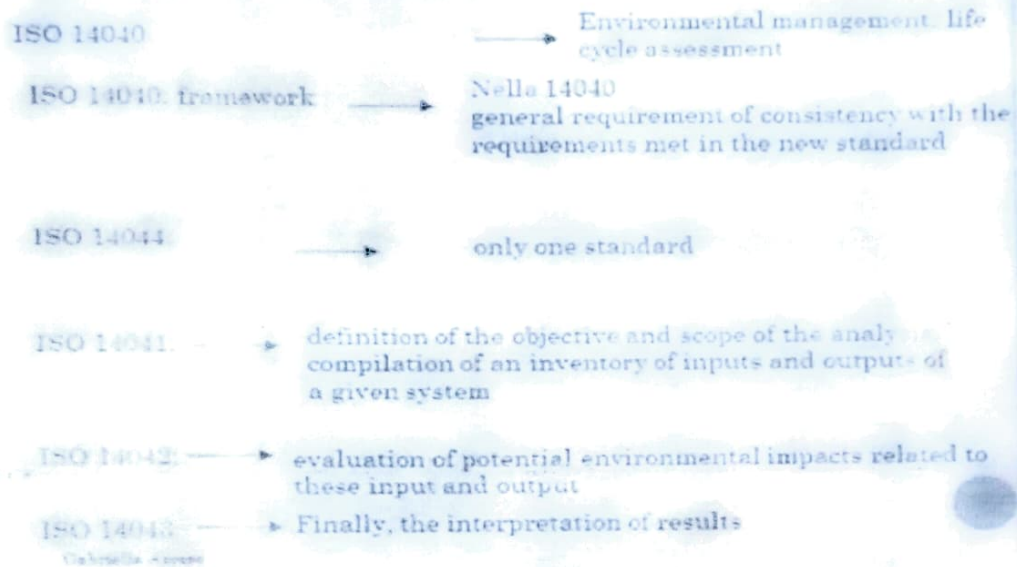 ISO 14040
Environmental management. life
cycle assessment
ISO 14040. framework
Nella 14040
general requirement of consistency with the
requirements met in the new standard
ISO 14044
only one standard
ISO 14041.
definition of the objective and scope of the
compilation of an inventory of inputs and outputs of
a given system
ISO 14042.
evaluation of potential environmental impacts related to
these input and output
ISO 14043
Finally, the interpretation of results